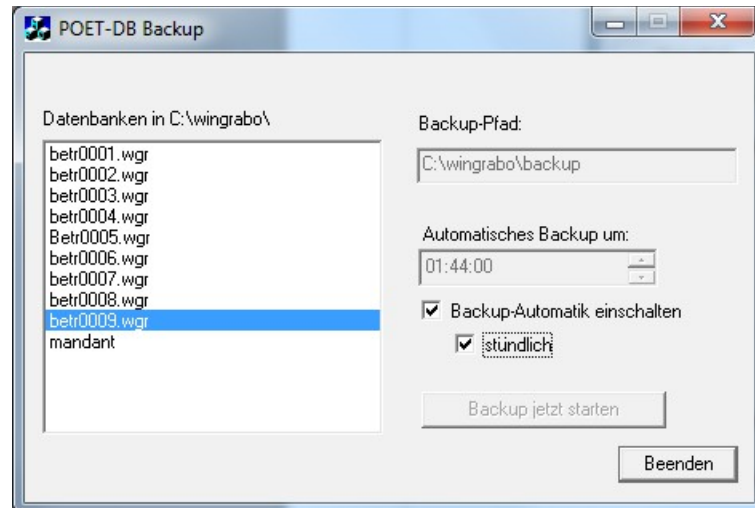 POET-DB Backup
Datenbanken in C:\wingrabo\
betr0001.wgr
betr0002.wgr
betr0003.wgr
betr0004.wgr
Betr0005.wgr
betr0006.wgr
betr0007.wgr
betr0008.wgr
betr0009.wgr
mandant
Backup-Pfad:
C:\wingrabo\backup
Automatisches Backup um:
01:44:00
Backup-Automatik einschalten
stündlich
Backup jetzt starten
Beenden